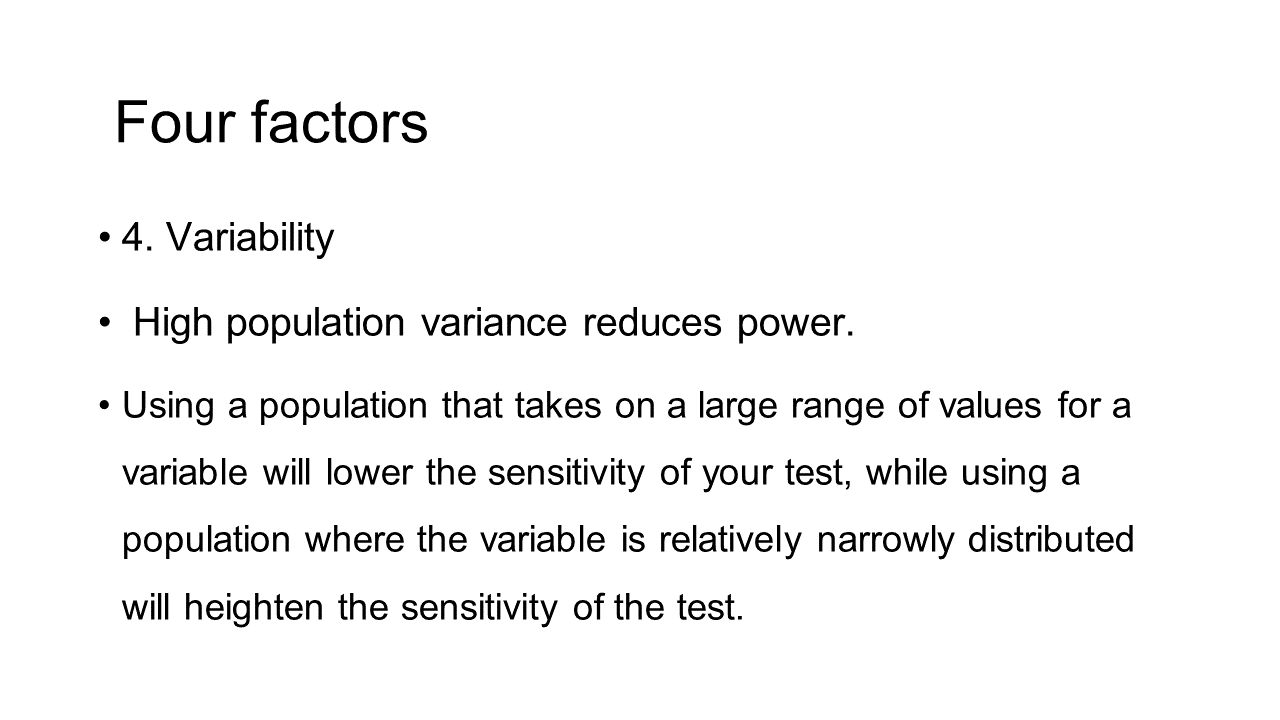 Four factors
• 4. Variability
• High population variance reduces power.
• Using a population that takes on a large range of values for a
variable will lower the sensitivity of your test, while using a
population where the variable is relatively narrowly distributed
will heighten the sensitivity of the test.